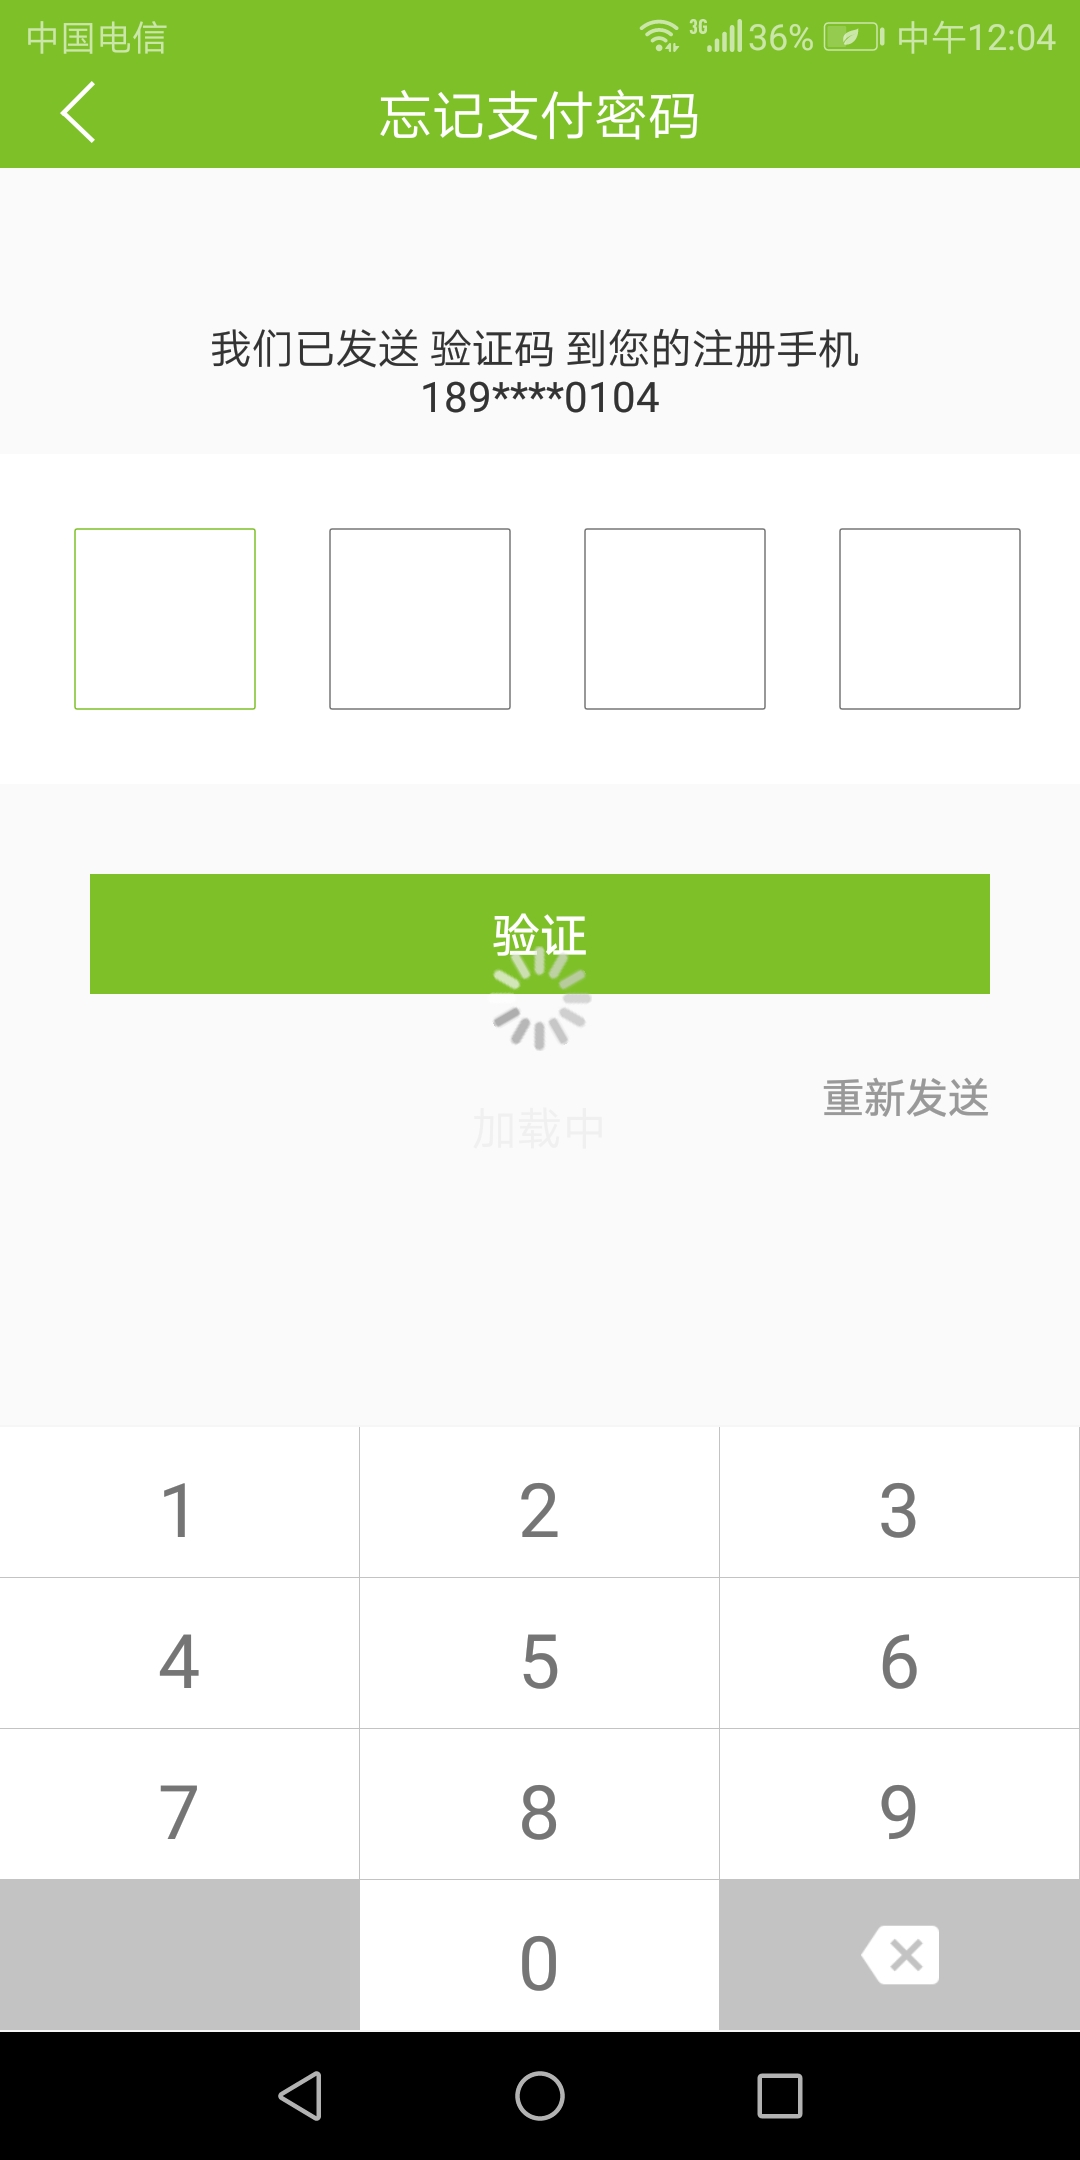 中国电信 3G 36% 中午12:04
忘记支付密码
我们已发送 验证码 到您的注册手机
189****0104
验证
重新发送
加载中
1 2 3
4 5 6
7 8 9
0